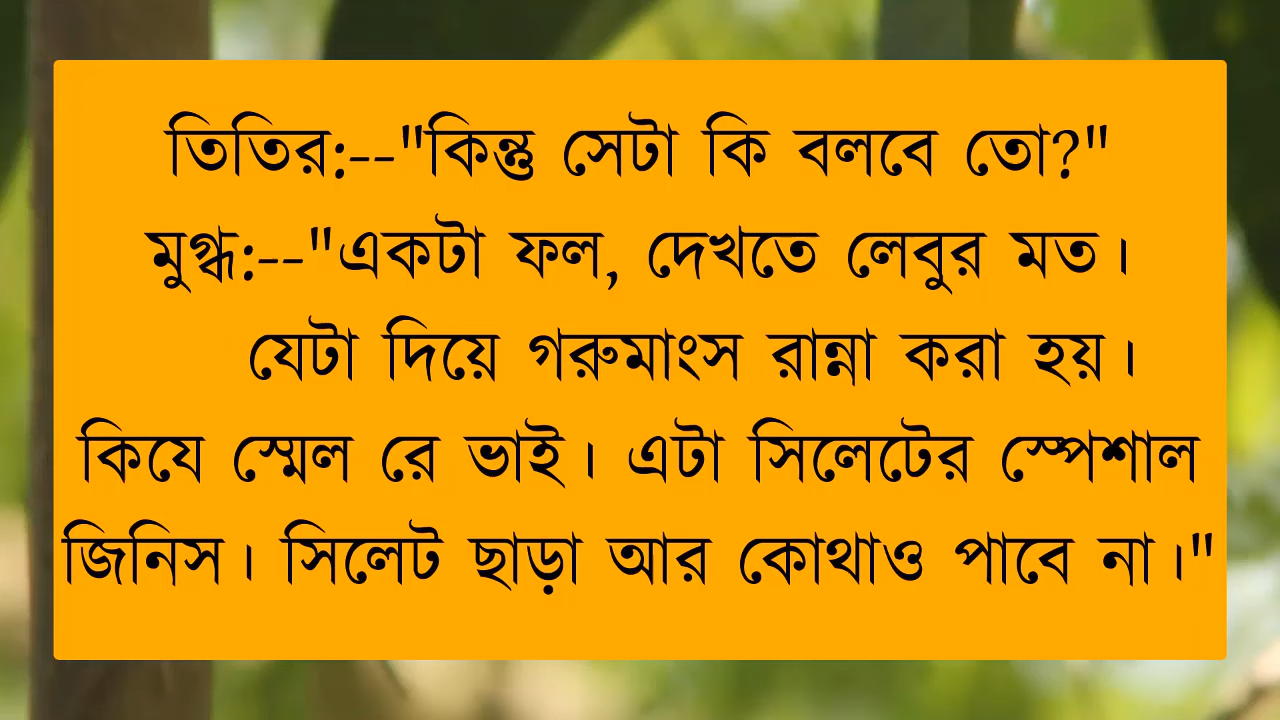 তিতির:--"কিন্তু সেটা কি বলবে তো?"
মুগ্ধ:--"একটা ফল, দেখতে লেবুর মত।
যেটা দিয়ে গরুমাংস রান্না করা হয়।
কিযে স্মেল রে ভাই। এটা সিলেটের স্পেশাল
জিনিস। সিলেট ছাড়া আর কোথাও পাবে না।"